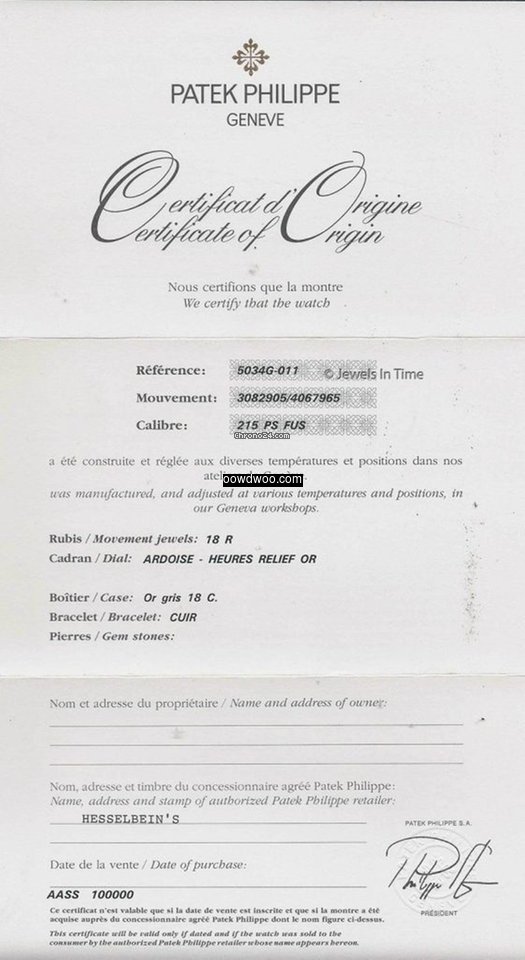 PATEK PHILIPPE
GENEVE
Certificat d'Origine
Certificate of Origin
Nous certifions que la montre
We certify that the watch
Référence: 5034G-011
© Jewels In Time
Mouvement: 3082905/4067965
Calibre: 215 PS FUS
Chrono24.com
a été construite et réglée aux diverses températures et positions dans nos
oowdwoo.com
was manufactured, and adjusted at various temperatures and positions, in
our Geneva workshops.
Rubis / Movement jewels: 18 R
Cadran / Dial: ARDOISE - HEURES RELIEF OR
Boîtier / Case: Or gris 18 C.
Bracelet / Bracelet: CUIR
Pierres / Gem stones:
Nom et adresse du propriétaire / Name and address of owner:
Nom, adresse et timbre du concessionnaire agréé Patek Philippe:
Name, address and stamp of authorized Patek Philippe retailer:
HESSELBEIN'S
PATEK PHILIPPE S.A.
Date de la vente / Date of purchase:
AASS 100000
PRÉSIDENT
Ce certificat n'est valable que si la date de vente est inscrite et que si la montre a été
acquise auprès du concessionnaire agréé Patek Philippe dont le nom figure ci-dessus.
This certificate will be valid only if dated and if the watch was sold to the
consumer by the authorized Patek Philippe retailer whose name appears hereon.